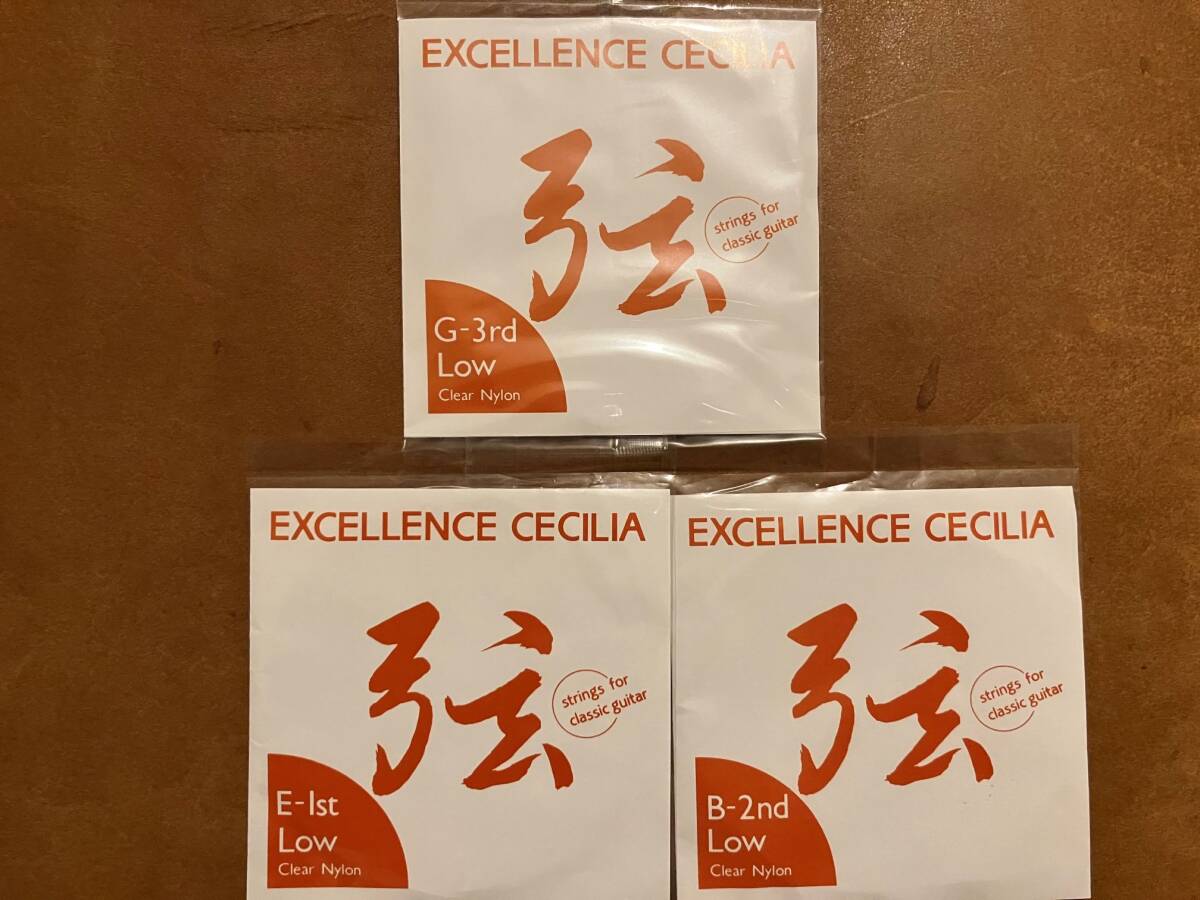 EXCELLENCE CECILIA
弦
strings for
classic guitar
G-3rd
Low
Clear Nylon
EXCELLENCE CECILIA
弦
strings for
classic guitar
E-1st
Low
Clear Nylon
EXCELLENCE CECILIA
弦
strings for
classic guitar
B-2nd
Low
Clear Nylon